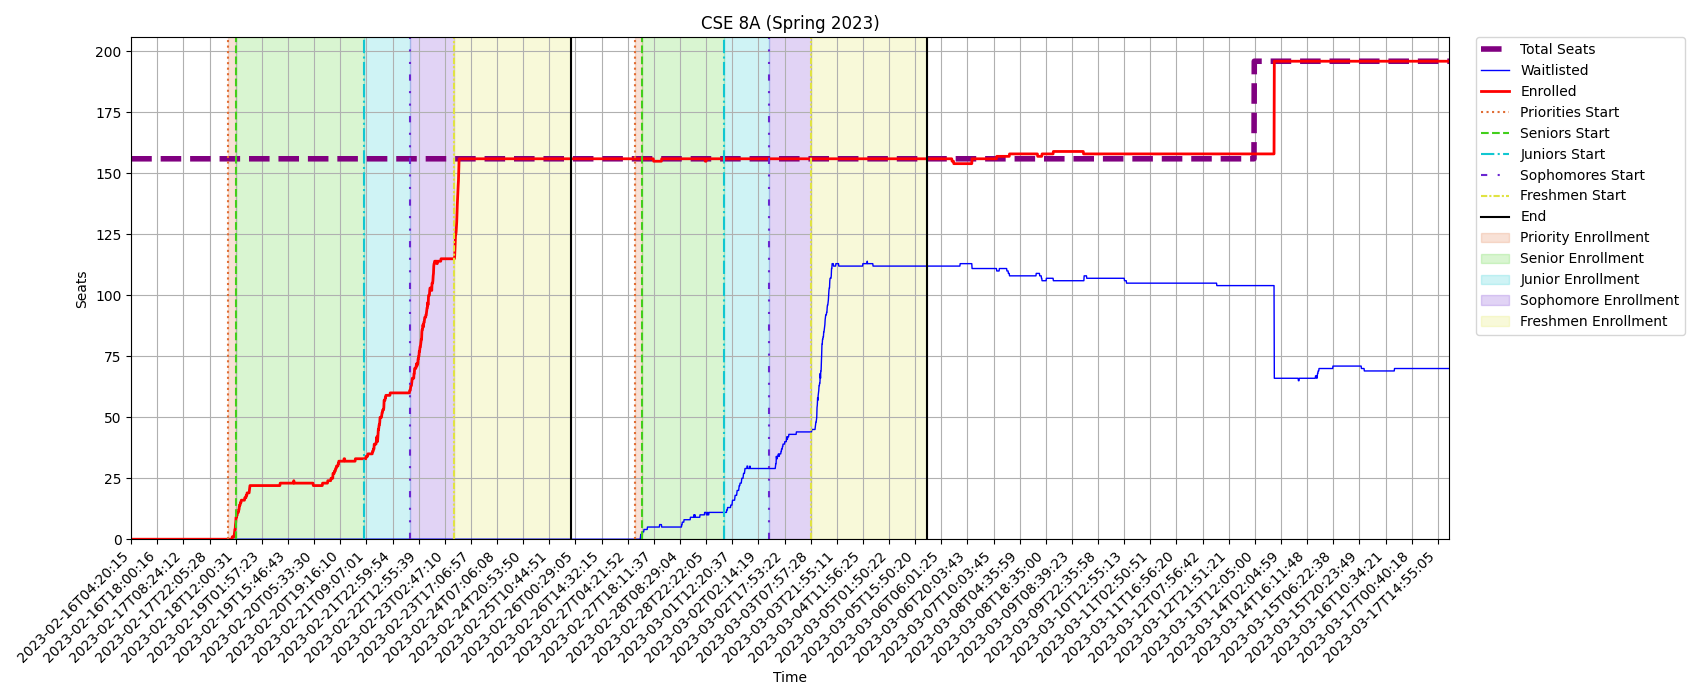 CSE 8A (Spring 2023)
Seats
200
175
150
125
100
75
50
25
0
2023-02-16T04:20:15
2023-02-16T18:00:16
2023-02-17T08:24:12
2023-02-17T22:05:28
2023-02-18T12:00:31
2023-02-19T01:57:23
2023-02-19T15:46:43
2023-02-20T05:33:30
2023-02-20T19:16:10
2023-02-21T09:07:01
2023-02-21T22:59:54
2023-02-22T12:55:39
2023-02-23T02:47:10
2023-02-23T17:06:57
2023-02-24T07:06:08
2023-02-24T20:53:50
2023-02-25T10:44:51
2023-02-26T00:29:05
2023-02-26T14:32:15
2023-02-27T04:21:52
2023-02-27T18:11:37
2023-02-28T08:29:04
2023-02-28T22:22:05
2023-03-01T12:20:37
2023-03-02T02:14:19
2023-03-02T17:53:22
2023-03-03T07:57:28
2023-03-03T21:55:11
2023-03-04T11:56:25
2023-03-05T01:50:22
2023-03-05T15:50:20
2023-03-06T06:01:25
2023-03-06T20:03:43
2023-03-07T10:03:45
2023-03-08T04:35:59
2023-03-08T18:35:00
2023-03-09T08:39:23
2023-03-09T22:35:58
2023-03-10T12:55:13
2023-03-11T02:50:51
2023-03-11T16:56:20
2023-03-12T07:56:42
2023-03-12T21:51:21
2023-03-13T12:05:00
2023-03-14T02:04:59
2023-03-14T16:11:48
2023-03-15T06:22:38
2023-03-15T20:23:49
2023-03-16T10:34:21
2023-03-17T00:40:18
2023-03-17T14:55:05
Time
Total Seats
Waitlisted
Enrolled
Priorities Start
Seniors Start
Juniors Start
Sophomores Start
Freshmen Start
End
Priority Enrollment
Senior Enrollment
Junior Enrollment
Sophomore Enrollment
Freshmen Enrollment